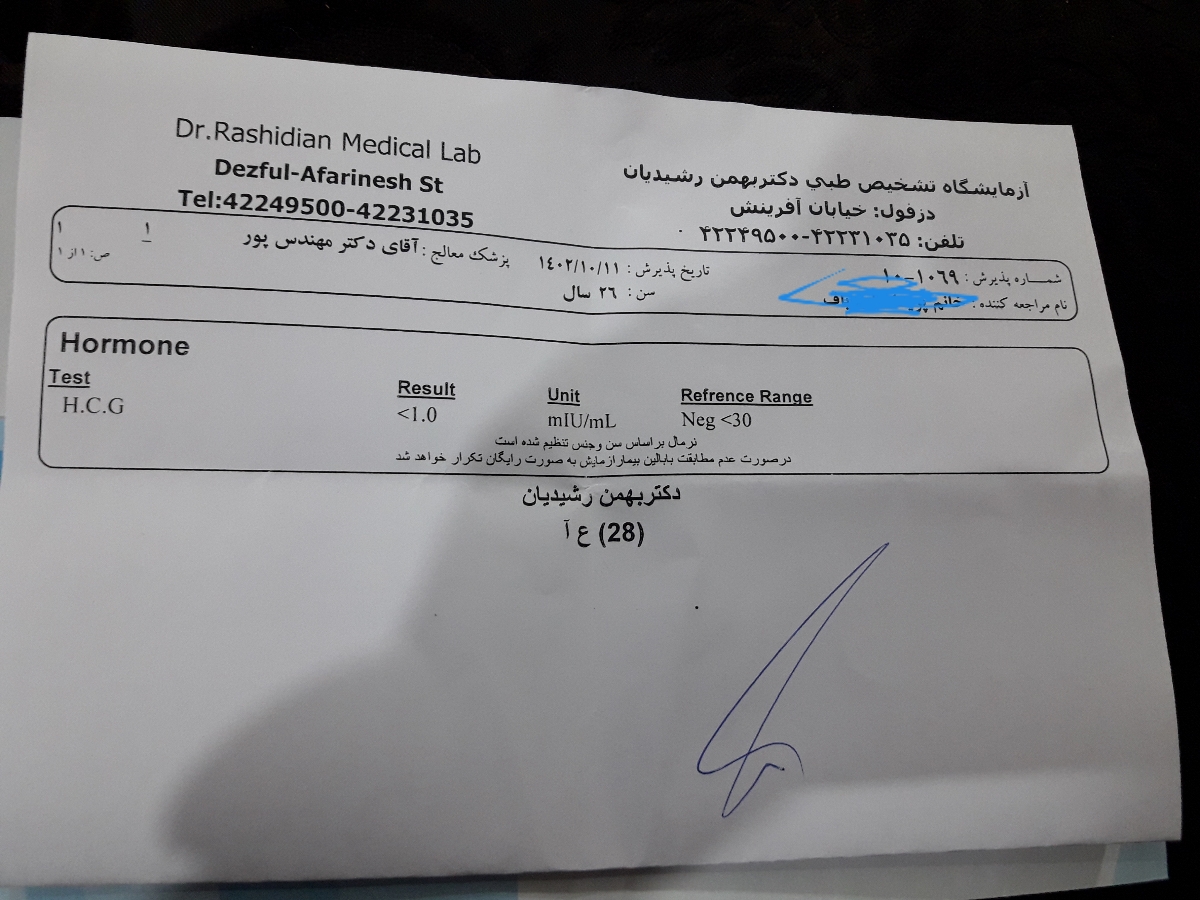 Dr.Rashidian Medical Lab
Dezful-Afarinesh St
Tel:42249500-42231035
آزمایشگاه تشخیص طبي دکتربهمن رشیدیان
دزفول: خیابان آفرینش
تلفن: ۴۲۲۳۱۰۳۵-۴۲۲۴۹۵۰۰
شماره پذیرش: ۱۰۶۹-۱۰
تاریخ پذیرش: ۱۴۰۲/۱۰/۱۱
پزشک معالج: آقای دکتر مهندس پور
۱
۱
نام مراجعه کننده: خانم
سن: ۲۶ سال
ص: ۱ از ۱
Hormone
Test Result Unit Refrence Range
H.C.G <1.0 mIU/mL Neg <30
نرمال براساس سن وجنس تنظیم شده است
درصورت عدم مطابقت بابالین بیمارازمایش به صورت رایگان تکرار خواهد شد
دکتربهمن رشیدیان
(28) ع آ